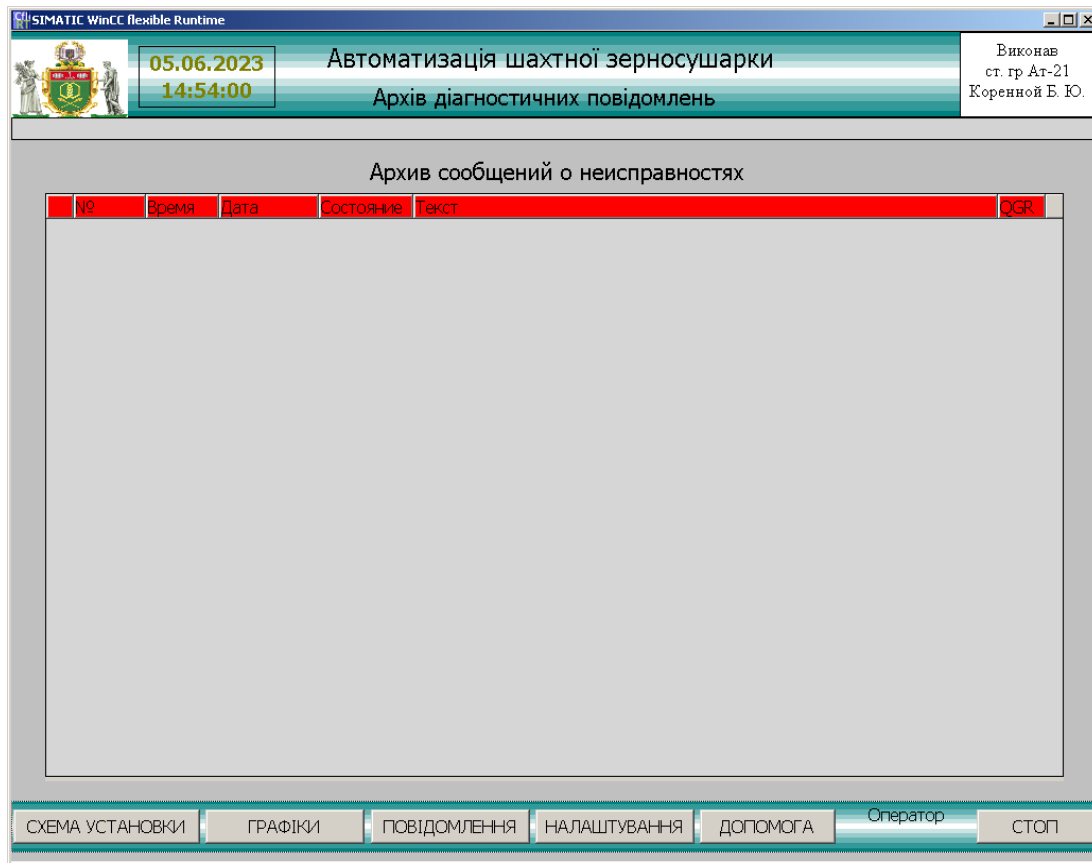 SIMATIC WinCC flexible Runtime
05.06.2023
14:54:00
Автоматизація шахтної зерносушарки
Архів діагностичних повідомлень
Виконав
ст. гр Ат-21
Коренной Б. Ю.
Архив сообщений о неисправностях
№ Время Дата Состояние Текст QGR
СХЕМА УСТАНОВКИ ГРАФІКИ ПОВІДОМЛЕННЯ НАЛАШТУВАННЯ ДОПОМОГА Оператор СТОП